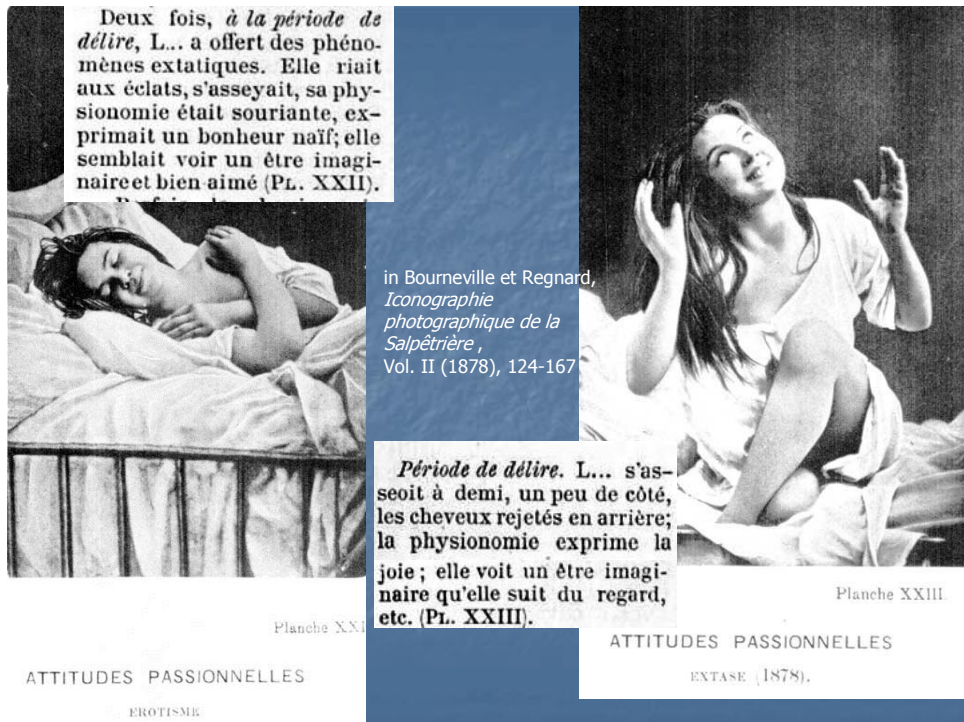 Deux fois, à la période de
délire, L... a offert des phéno-
mènes extatiques. Elle riait
aux éclats, s'asseyait, sa phy-
sionomie était souriante, ex-
primait un bonheur naïf; elle
semblait voir un être imagi-
naire et bien aimé (PL. XXII).
in Bourneville et Regnard,
Iconographie
photographique de la
Salpêtrière ,
Vol. II (1878), 124-167
Période de délire. L... s'as-
seoit à demi, un peu de côté,
les cheveux rejetés en arrière;
la physionomie exprime la
joie; elle voit un être imagi-
naire qu'elle suit du regard,
etc. (PL. XXIII).
Planche XXI
ATTITUDES PASSIONNELLES
EROTISME
Planche XXIII
ATTITUDES PASSIONNELLES
EXTASE (1878).